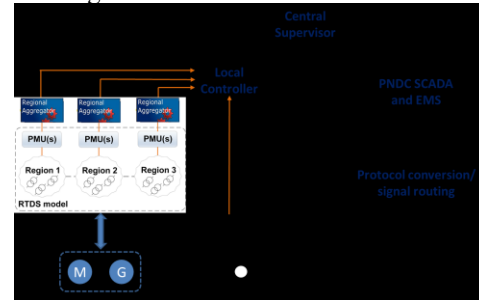 Central
Supervisor
Local
Controller
PNDC SCADA
and EMS
Regional
Aggregator
Regional
Aggregator
Regional
Aggregator
PMU(s)
PMU(s)
PMU(s)
Region 1
Region 2
Region 3
RTDS model
Protocol conversion/
signal routing
M
G